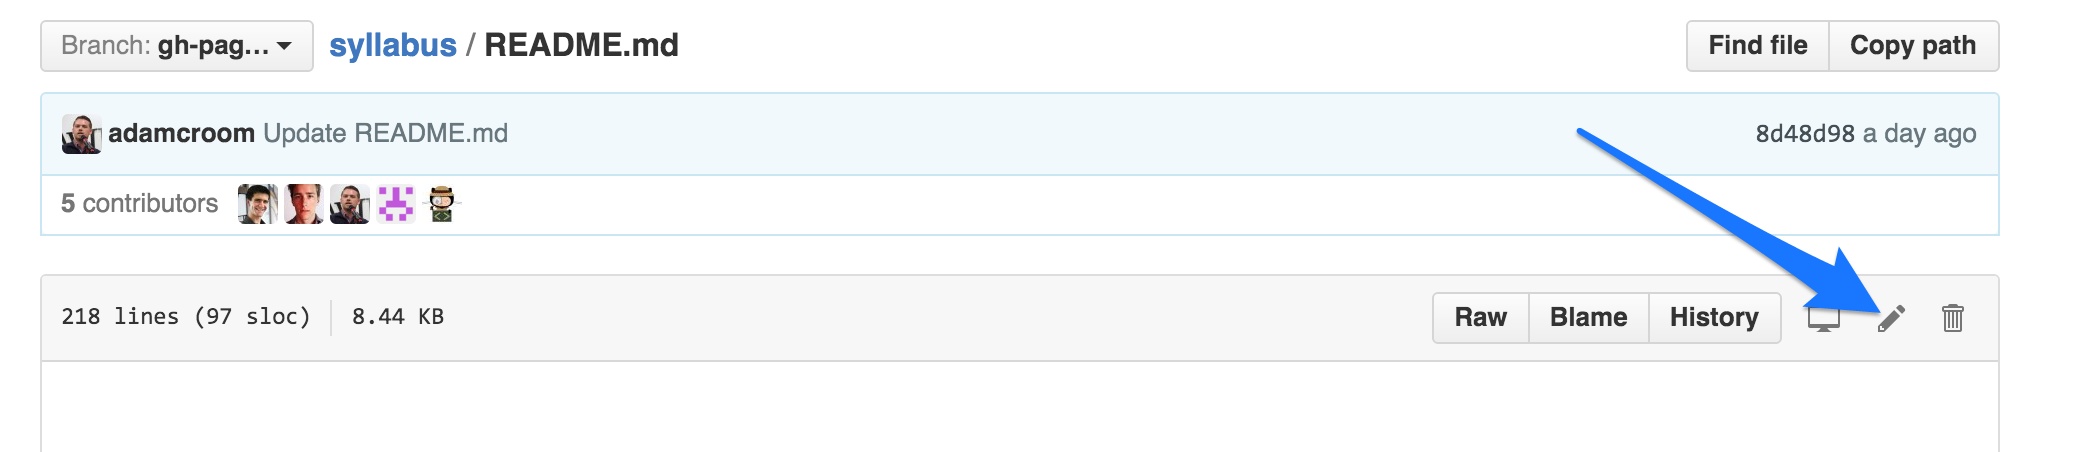 Branch: gh-pag... syllabus / README.md Find file Copy path
adamcroom Update README.md 8d48d98 a day ago
5 contributors
218 lines (97 sloc) 8.44 KB Raw Blame History